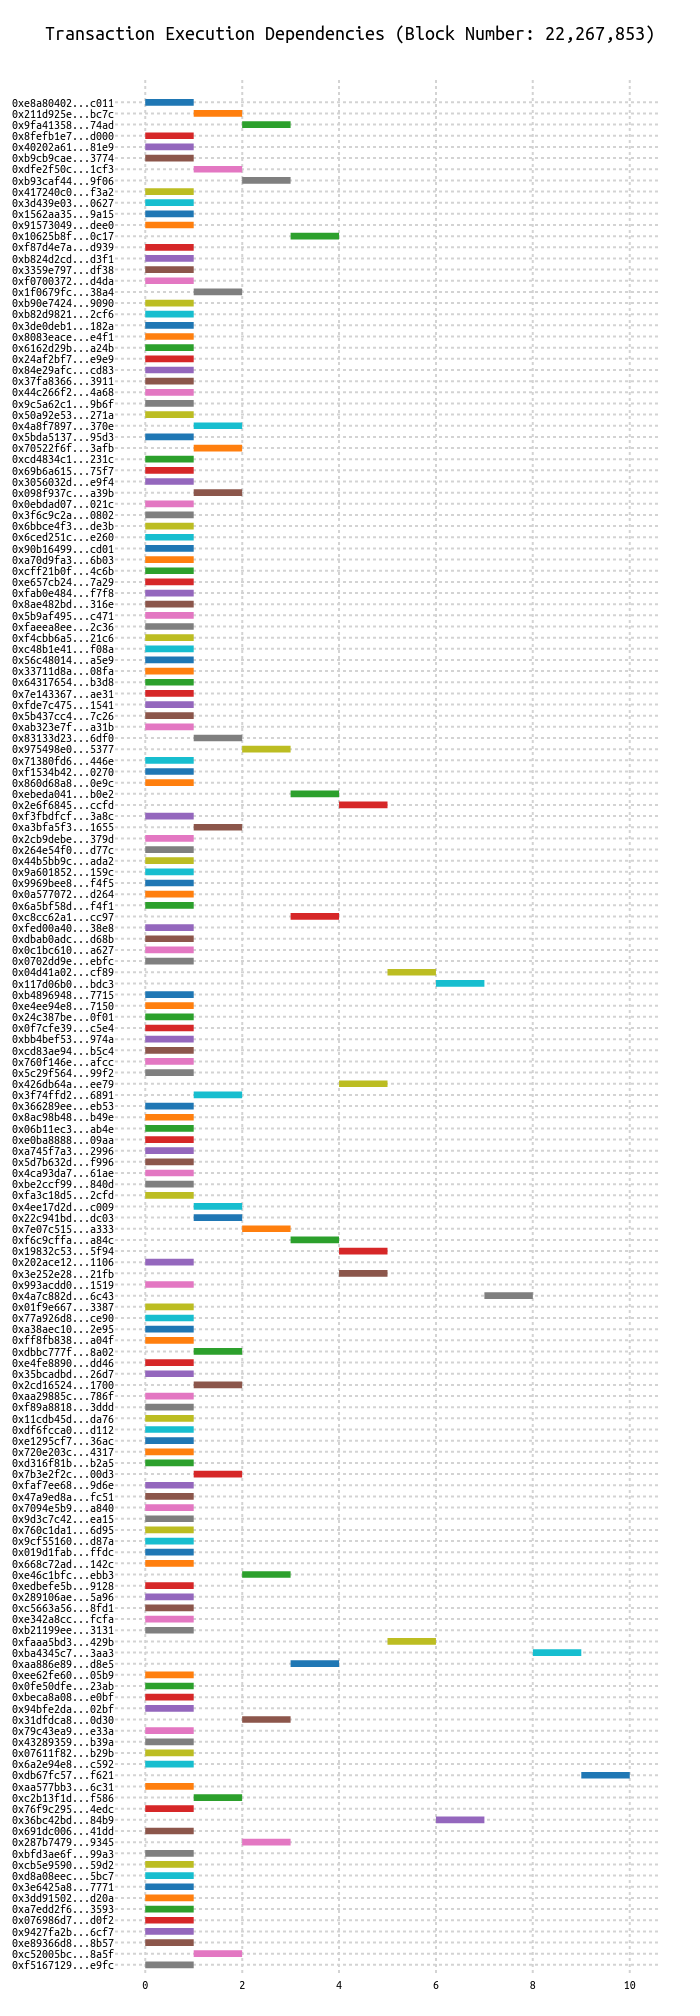 Transaction Execution Dependencies (Block Number: 22,267,853)
0xe8a80402...c011
0x211d925e...bc7c
0x9fa41358...74ad
0x8fefb1e7...d000
0x40202a61...81e9
0xb9cb9cae...3774
0xdfe2f50c...1cf3
0xb93caf44...9f06
0x417240c0...f3a2
0x3d439e03...0627
0x1562aa35...9a15
0x91573049...dee0
0x10625b8f...0c17
0xf87d4e7a...d939
0xb824d2cd...d3f1
0x3359e797...df38
0xf0700372...d4da
0x1f0679fc...38a4
0xb90e7424...9090
0xb82d9821...2cf6
0x3de0deb1...182a
0x8083eace...e4f1
0x6162d29b...a24b
0x24af2bf7...e9e9
0x84e29afc...cd83
0x37fa8366...3911
0x44c266f2...4a68
0x9c5a62c1...9b6f
0x50a92e53...271a
0x4a8f7897...370e
0x5bda5137...95d3
0x70522f6f...3afb
0xcd4834c1...231c
0x69b6a615...75f7
0x3056032d...e9f4
0x098f937c...a39b
0x0ebdad07...021c
0x3f6c9c2a...0802
0x6bbce4f3...de3b
0x6ced251c...e260
0x90b16499...cd01
0xa70d9fa3...6b03
0xcff21b0f...4c6b
0xe657cb24...7a29
0xfab0e484...f7f8
0x8ae482bd...316e
0x5b9af495...c471
0xfaeea8ee...2c36
0xf4cbb6a5...21c6
0xc48b1e41...f08a
0x56c48014...a5e9
0x33711d8a...08fa
0x64317654...b3d8
0x7e143367...ae31
0xfde7c475...1541
0x5b437cc4...7c26
0xab323e7f...a31b
0x83133d23...6df0
0x975498e0...5377
0x71380fd6...446e
0xf1534b42...0270
0x860d68a8...0e9c
0xebeda041...b0e2
0x2e6f6845...ccfd
0xf3fbdfcf...3a8c
0xa3bfa5f3...1655
0x2cb9debe...379d
0x264e54f0...d77c
0x44b5bb9c...ada2
0x9a601852...159c
0x9969bee8...f4f5
0x0a577072...d264
0x6a5bf58d...f4f1
0xc8cc62a1...cc97
0xfed00a40...38e8
0xdbab0adc...d68b
0x0c1bc610...a627
0x0702dd9e...ebfc
0x04d41a02...cf89
0x117d06b0...bdc3
0xb4896948...7715
0xe4ee94e8...7150
0x24c387be...0f01
0x0f7cfe39...c5e4
0xbb4bef53...974a
0xcd83ae94...b5c4
0x760f146e...afcc
0x5c29f564...99f2
0x426db64a...ee79
0x3f74ffd2...6891
0x366289ee...eb53
0x8ac98b48...b49e
0x06b11ec3...ab4e
0xe0ba8888...09aa
0xa745f7a3...2996
0x5d7b632d...f996
0x4ca93da7...61ae
0xbe2ccf99...840d
0xfa3c18d5...2cfd
0x4ee17d2d...c009
0x22c941bd...dc03
0x7e07c515...a333
0xf6c9cffa...a84c
0x19832c53...5f94
0x202ace12...1106
0x3e252e28...21fb
0x993acdd0...1519
0x4a7c882d...6c43
0x01f9e667...3387
0x77a926d8...ce90
0xa38aec10...2e95
0xff8fb838...a04f
0xdbbc777f...8a02
0xe4fe8890...dd46
0x35bcadbd...26d7
0x2cd16524...1700
0xaa29885c...786f
0xf89a8818...3ddd
0x11cdb45d...da76
0xdf6fcca0...d112
0xe1295cf7...36ac
0x720e203c...4317
0xd316f81b...b2a5
0x7b3e2f2c...00d3
0xfaf7ee68...9d6e
0x47a9ed8a...fc51
0x7094e5b9...a840
0x9d3c7c42...ea15
0x760c1da1...6d95
0x9cf55160...d87a
0x019d1fab...ffdc
0x668c72ad...142c
0xe46c1bfc...ebb3
0xedbefe5b...9128
0x289106ae...5a96
0xc5663a56...8fd1
0xe342a8cc...fcfa
0xb21199ee...3131
0xfaaa5bd3...429b
0xba4345c7...3aa3
0xaa886e89...d8e5
0xee62fe60...05b9
0x0fe50dfe...23ab
0xbeca8a08...e0bf
0x94bfe2da...02bf
0x31dfdca8...0d30
0x79c43ea9...e33a
0x43289359...b39a
0x07611f82...b29b
0x6a2e94e8...c592
0xdb67fc57...f621
0xaa577bb3...6c31
0xc2b13f1d...f586
0x76f9c295...4edc
0x36bc42bd...84b9
0x691dc006...41dd
0x287b7479...9345
0xbfd3ae6f...99a3
0xcb5e9590...59d2
0xd8a08eec...5bc7
0x3e6425a8...7771
0x3dd91502...d20a
0xa7edd2f6...3593
0x076986d7...d0f2
0x9427fa2b...6cf7
0xe89366d8...8b57
0xc52005bc...8a5f
0xf5167129...e9fc
0 2 4 6 8 10